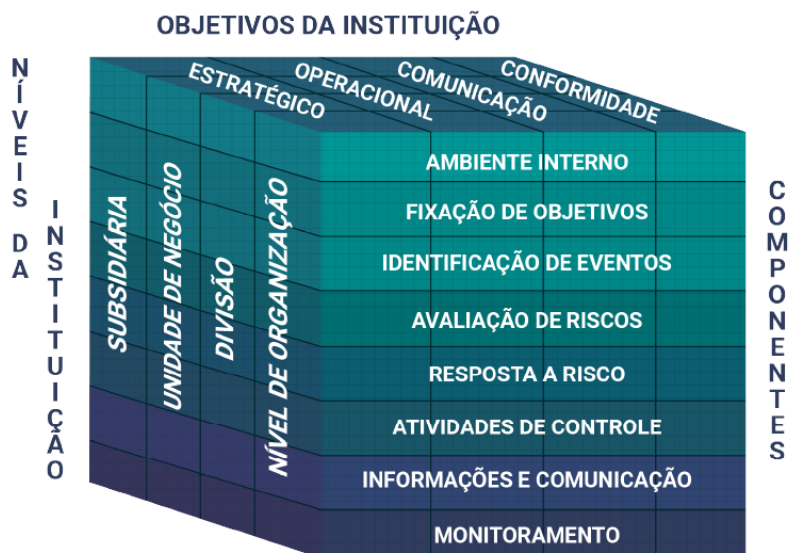 OBJETIVOS DA INSTITUIÇÃO
NÍVEIS DA
INSTITUIÇÃO
ESTRATÉGICO
OPERACIONAL
COMUNICAÇÃO
CONFORMIDADE
SUBSIDIÁRIA
UNIDADE DE NEGÓCIO
DIVISÃO
NÍVEL DE ORGANIZAÇÃO
AMBIENTE INTERNO
FIXAÇÃO DE OBJETIVOS
IDENTIFICAÇÃO DE EVENTOS
AVALIAÇÃO DE RISCOS
RESPOSTA A RISCO
ATIVIDADES DE CONTROLE
INFORMAÇÕES E COMUNICAÇÃO
MONITORAMENTO
COMPONENTES